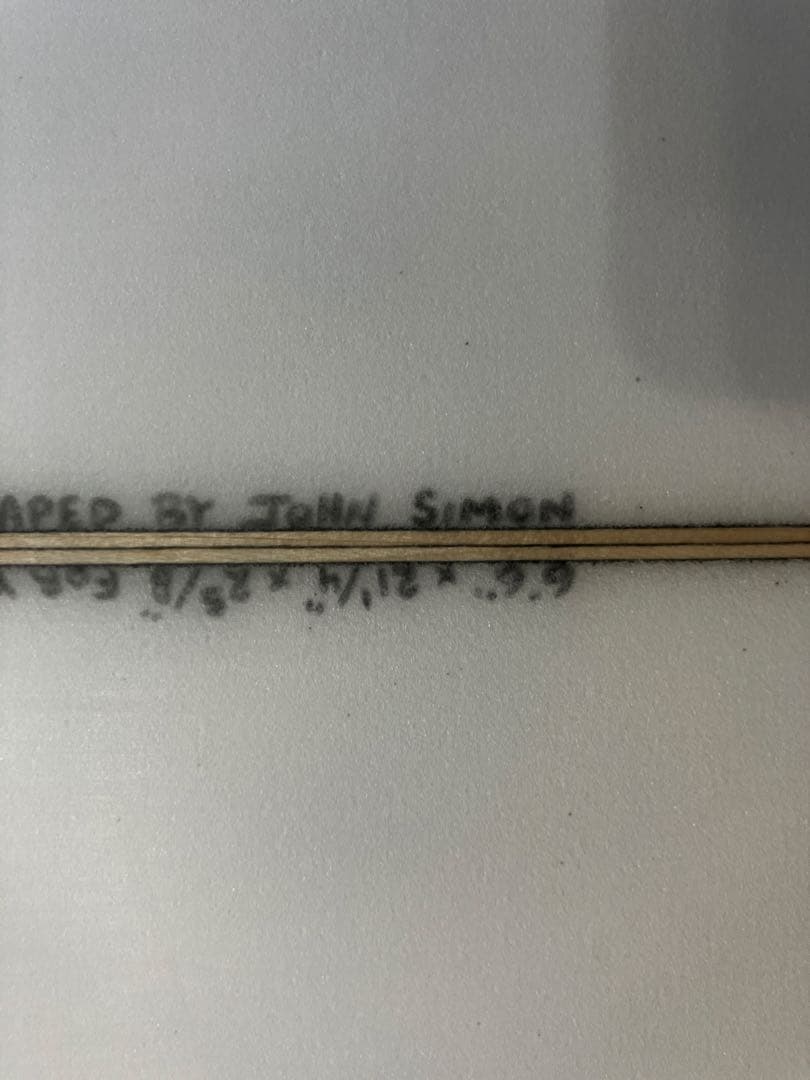 APED BY JOHN SIMON
6'6" x 21 1/4" x 2 5/8" FOR